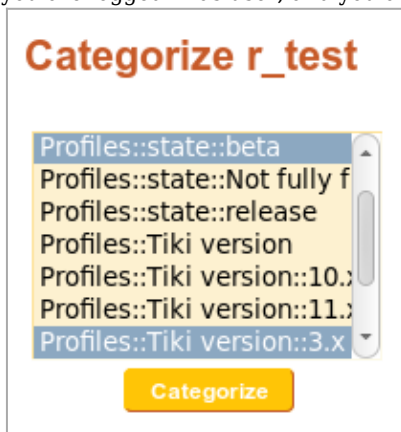 Categorize r_test
Profiles::state::beta
Profiles::state::Not fully f
Profiles::state::release
Profiles::Tiki version
Profiles::Tiki version::10.x
Profiles::Tiki version::11.x
Profiles::Tiki version::3.x
Categorize